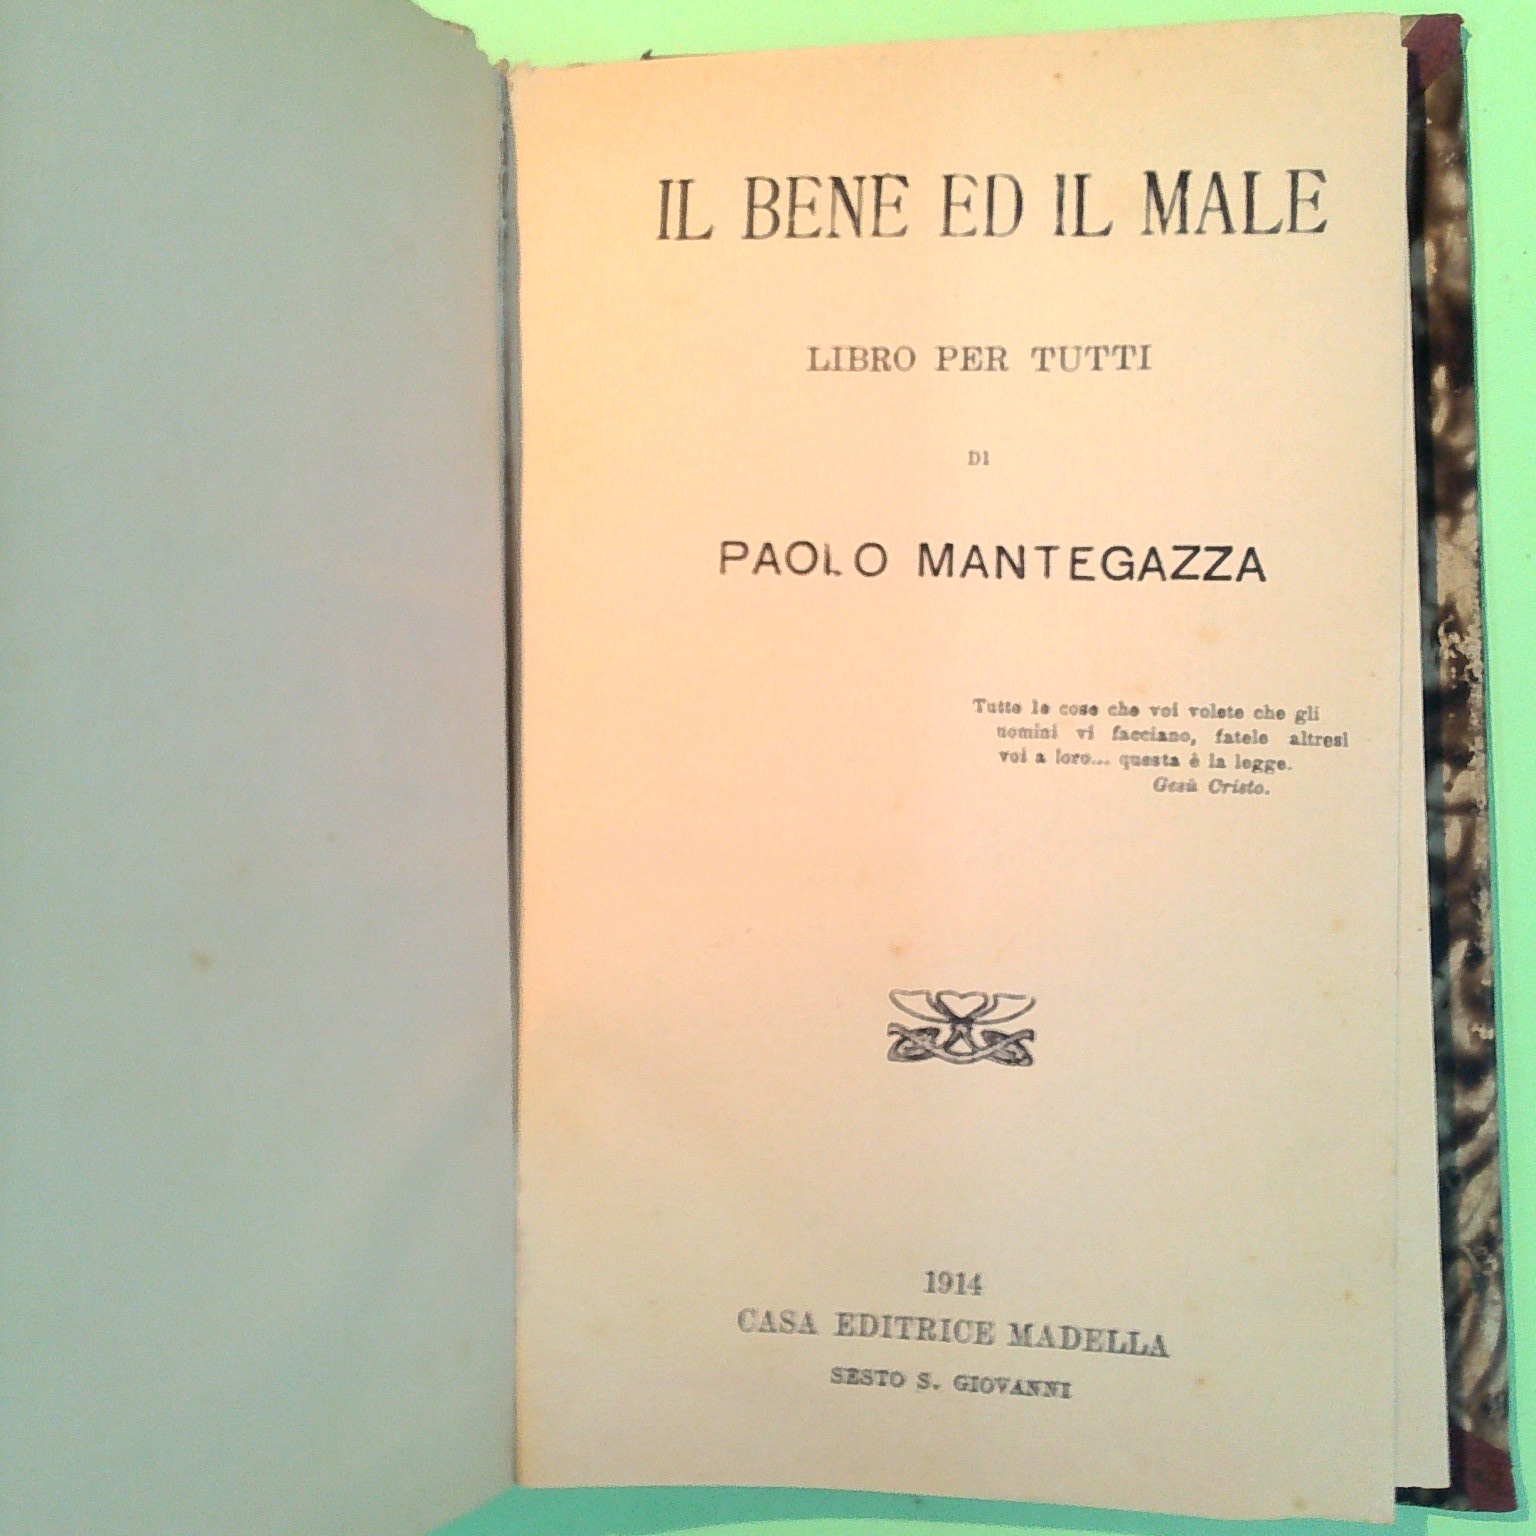 IL BENE ED IL MALE
LIBRO PER TUTTI
DI
PAOLO MANTEGAZZA
Tutte le cose che voi volete che gli
uomini vi facciano, fatele altresì
voi a loro... questa è la legge.
Gesù Cristo.
1914
CASA EDITRICE MADELLA
SESTO S. GIOVANNI